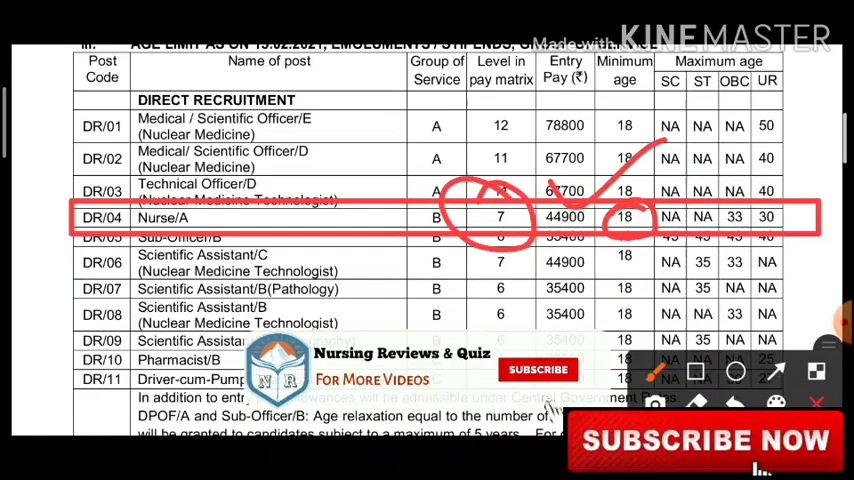 III. AGE LIMIT AS ON 15.02.2021, EMOLUMENTS / STIPENDS,
Made with KINEMASTER
Post Code Name of post Group of Service Level in pay matrix Entry Pay (₹) Minimum age Maximum age
SC ST OBC UR
DIRECT RECRUITMENT
DR/01 Medical / Scientific Officer/E (Nuclear Medicine) A 12 78800 18 NA NA NA 50
DR/02 Medical/ Scientific Officer/D (Nuclear Medicine) A 11 67700 18 NA NA NA 40
DR/03 Technical Officer/D (Nuclear Medicine Technologist) A 11 67700 18 NA NA NA 40
DR/04 Nurse/A B 7 44900 18 NA NA 33 30
DR/05 Sub-Officer/B B 6 35400 45 45 45 40
DR/06 Scientific Assistant/C (Nuclear Medicine Technologist) B 7 44900 18 NA 35 33 NA
DR/07 Scientific Assistant/B(Pathology) B 6 35400 18 NA 35 NA NA
DR/08 Scientific Assistant/B (Nuclear Medicine Technologist) B 6 35400 18 NA NA 33 NA
DR/09 Scientific B 6 35400 18 NA 35 NA NA
DR/10 Pharmacist/B 18 25
DR/11 18
Nursing Reviews & Quiz
FOR MORE VIDEOS
N R
SUBSCRIBE
In addition to entry allowances will be admissible under Central Government Rules.
DPOF/A and Sub-Officer/B: Age relaxation equal to the number of
will be granted to candidates subject to a maximum of 5 years. For
SUBSCRIBE NOW